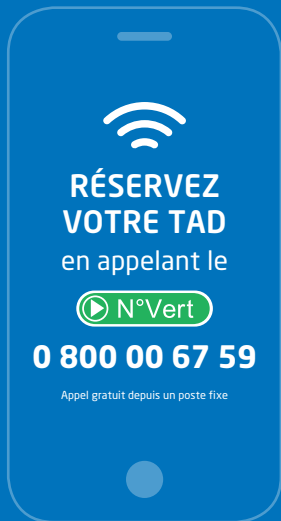 RÉSERVEZ
VOTRE TAD
en appelant le
N°Vert
0 800 00 67 59
Appel gratuit depuis un poste fixe